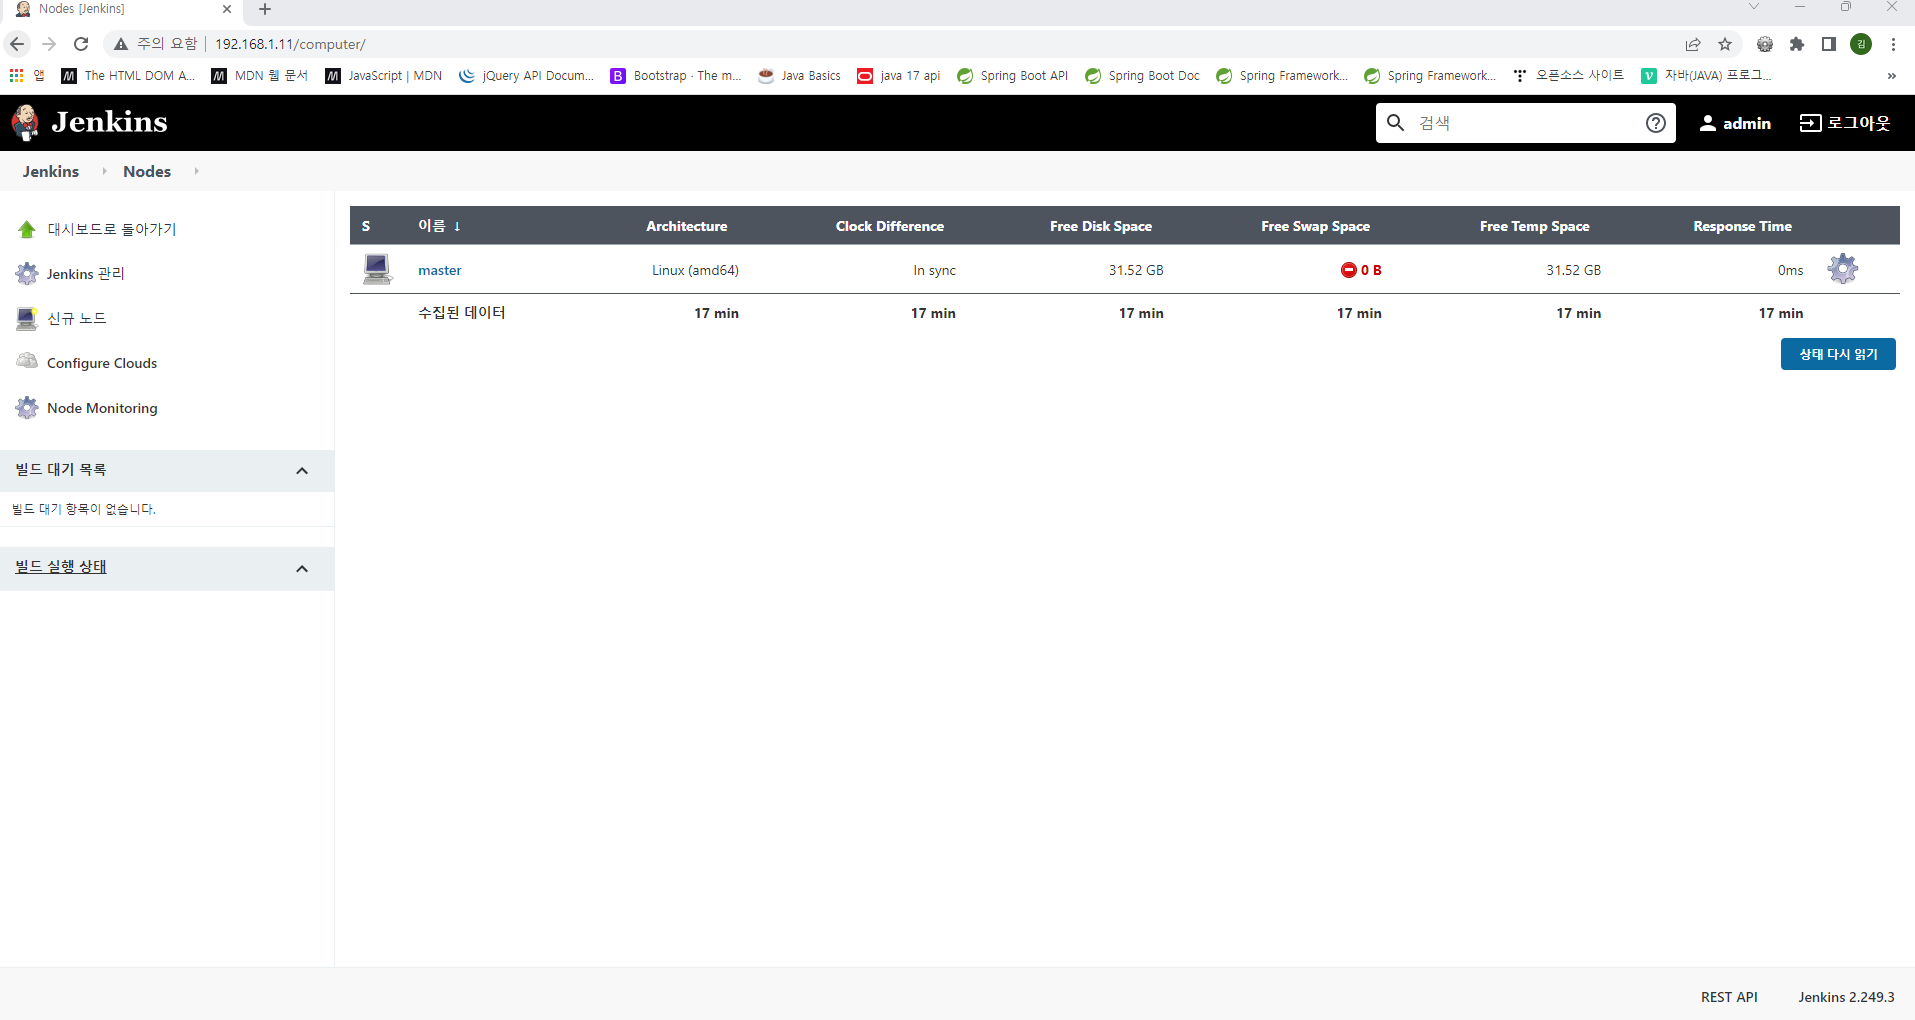 Nodes [Jenkins]
주의 요함 192.168.1.11/computer/
앱 The HTML DOM A... MDN 웹 문서 JavaScript | MDN jQuery API Docum... Bootstrap · The m... Java Basics java 17 api Spring Boot API Spring Boot Doc Spring Framework... Spring Framework... 오픈소스 사이트 자바(JAVA) 프로그... »
Jenkins 검색 admin 로그아웃
Jenkins Nodes
대시보드로 돌아가기
Jenkins 관리
신규 노드
Configure Clouds
Node Monitoring
빌드 대기 목록
빌드 대기 항목이 없습니다.
빌드 실행 상태
S 이름 ↓ Architecture Clock Difference Free Disk Space Free Swap Space Free Temp Space Response Time
master Linux (amd64) In sync 31.52 GB 0 B 31.52 GB 0ms
수집된 데이터 17 min 17 min 17 min 17 min 17 min 17 min
상태 다시 읽기
REST API Jenkins 2.249.3